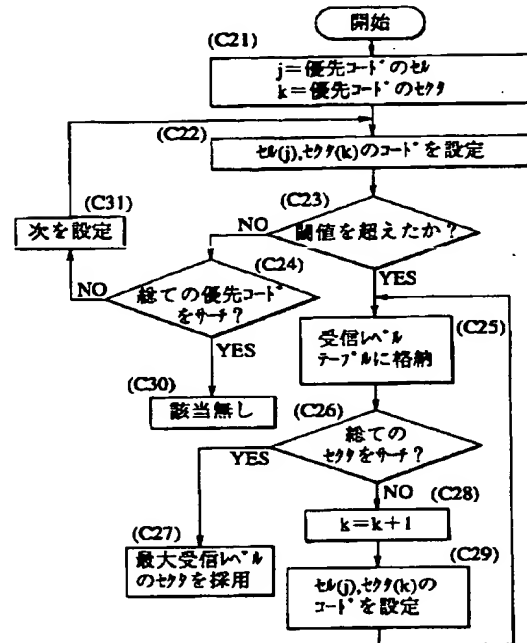 開始
(C21)
j=優先コードのセル
k=優先コードのセクタ
(C22)
セル(j),セクタ(k)のコードを設定
(C31)
次を設定
(C23)
NO
閾値を超えたか?
(C24)
YES
NO
総ての優先コード
をサーチ?
(C25)
受信レベル
テーブルに格納
YES
(C30)
該当無し
(C26)
総ての
セクタをサーチ?
YES
NO
(C28)
k=k+1
(C27)
最大受信レベル
のセクタを採用
(C29)
セル(j),セクタ(k)の
コードを設定